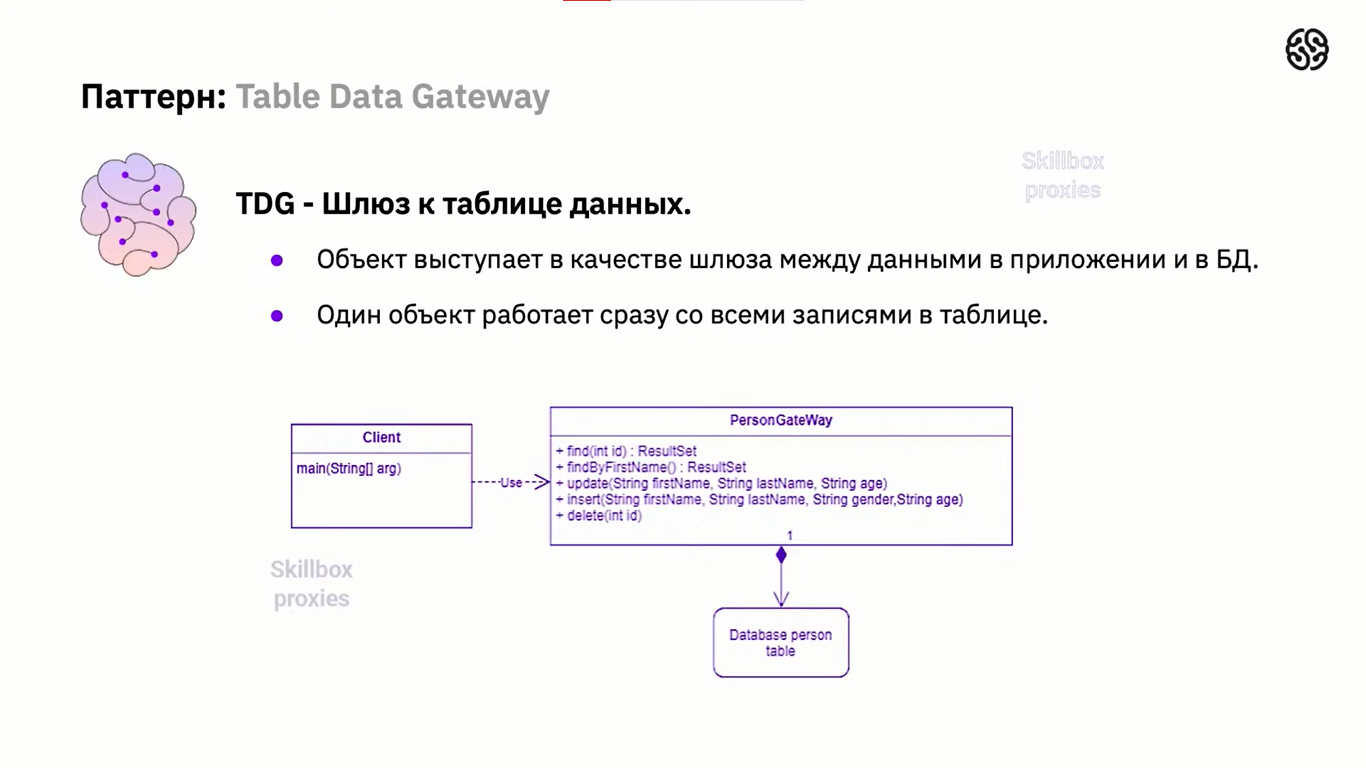 Паттерн: Table Data Gateway
Skillbox
proxies
TDG - Шлюз к таблице данных.
Объект выступает в качестве шлюза между данными в приложении и в БД.
Один объект работает сразу со всеми записями в таблице.
Client
main(String[] arg)
Use
PersonGateWay
+ find(int id) : ResultSet
+ findByFirstName() : ResultSet
+ update(String firstName, String lastName, String age)
+ insert(String firstName, String lastName, String gender,String age)
+ delete(int id)
1
Skillbox
proxies
Database person
table